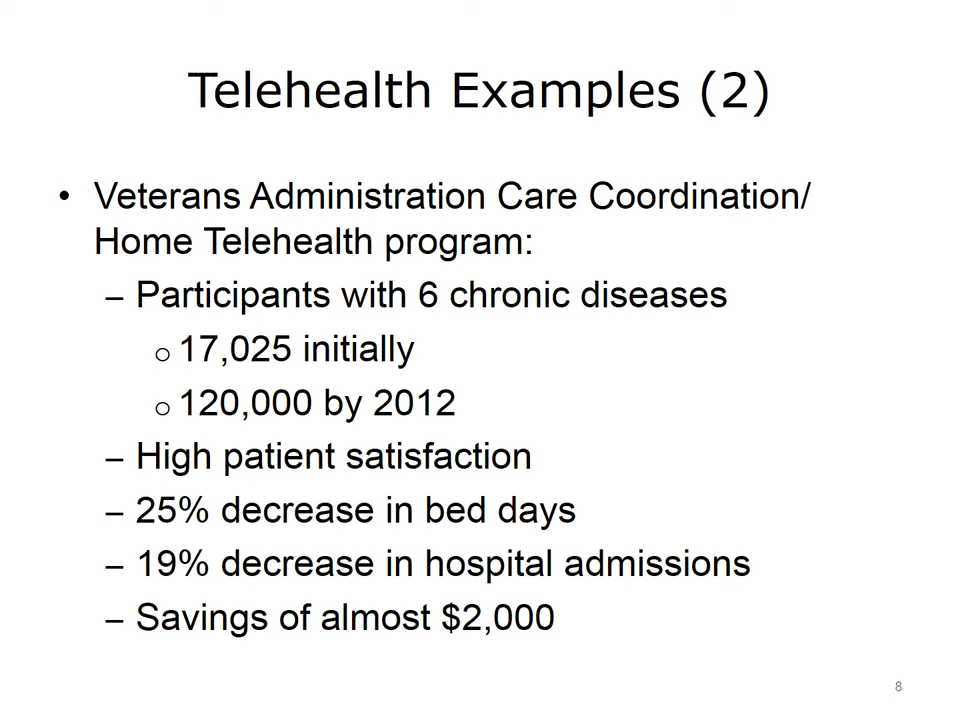 Telehealth Examples (2)
• Veterans Administration Care Coordination/
Home Telehealth program:
– Participants with 6 chronic diseases
o 17,025 initially
o 120,000 by 2012
– High patient satisfaction
– 25% decrease in bed days
– 19% decrease in hospital admissions
– Savings of almost $2,000
8